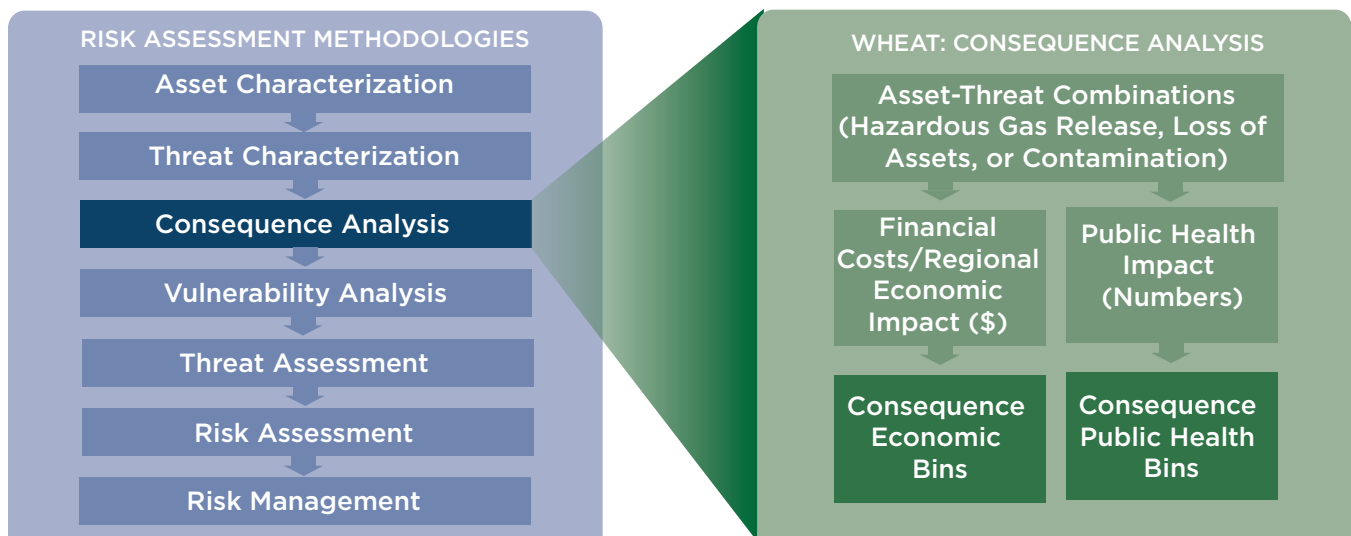 RISK ASSESSMENT METHODOLOGIES
Asset Characterization
Threat Characterization
Consequence Analysis
Vulnerability Analysis
Threat Assessment
Risk Assessment
Risk Management
WHEAT: CONSEQUENCE ANALYSIS
Asset-Threat Combinations
(Hazardous Gas Release, Loss of
Assets, or Contamination)
Financial
Costs/Regional
Economic
Impact ($)
Public Health
Impact
(Numbers)
Consequence
Economic
Bins
Consequence
Public Health
Bins